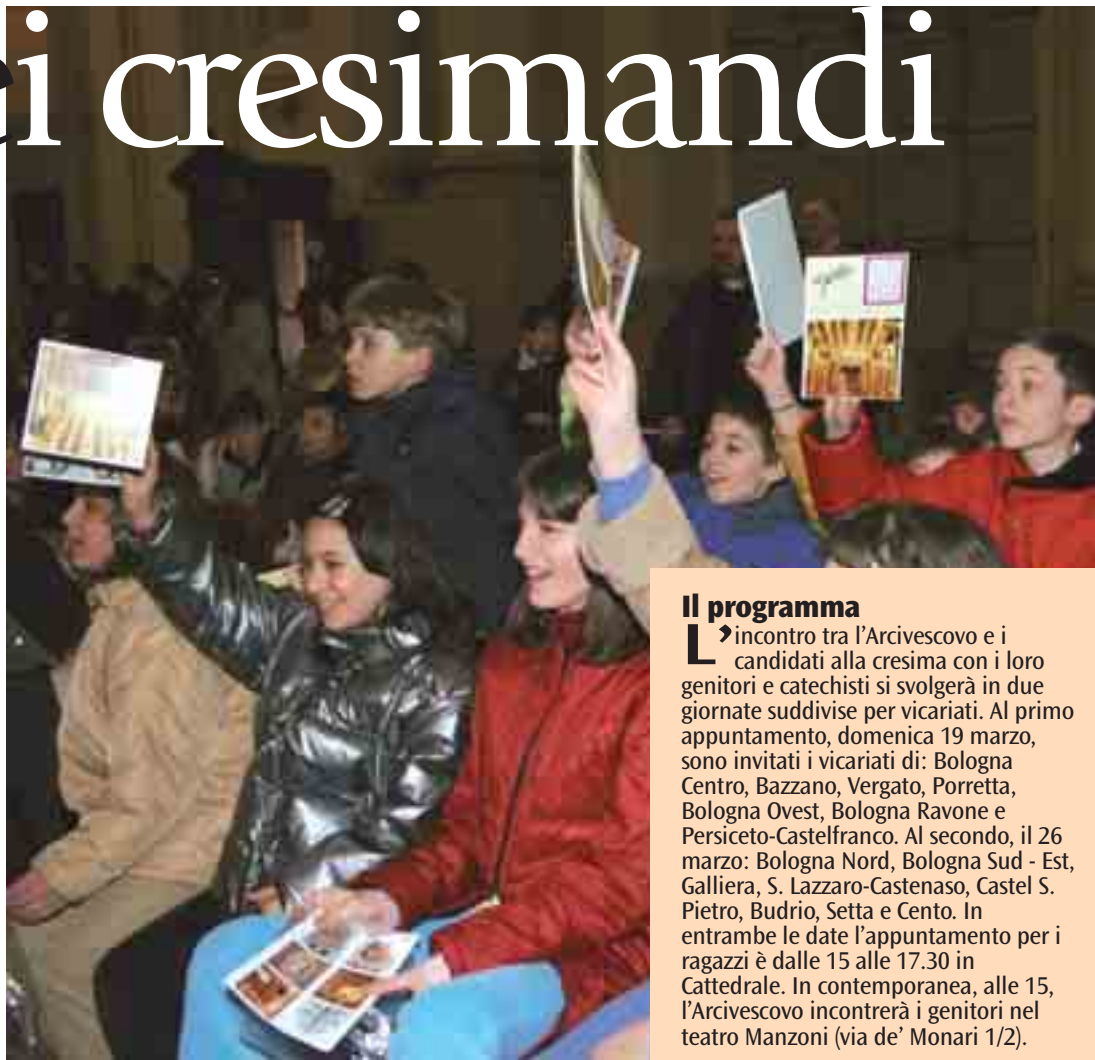 ei cresimandi
Il programma
L'incontro tra l'Arcivescovo e i
candidati alla cresima con i loro
genitori e catechisti si svolgerà in due
giornate suddivise per vicariati. Al primo
appuntamento, domenica 19 marzo,
sono invitati i vicariati di: Bologna
Centro, Bazzano, Vergato, Porretta,
Bologna Ovest, Bologna Ravone e
Persiceto-Castelfranco. Al secondo, il 26
marzo: Bologna Nord, Bologna Sud - Est,
Galliera, S. Lazzaro-Castenaso, Castel S.
Pietro, Budrio, Setta e Cento. In
entrambe le date l'appuntamento per i
ragazzi è dalle 15 alle 17.30 in
Cattedrale. In contemporanea, alle 15,
l'Arcivescovo incontrerà i genitori nel
teatro Manzoni (via de' Monari 1/2).